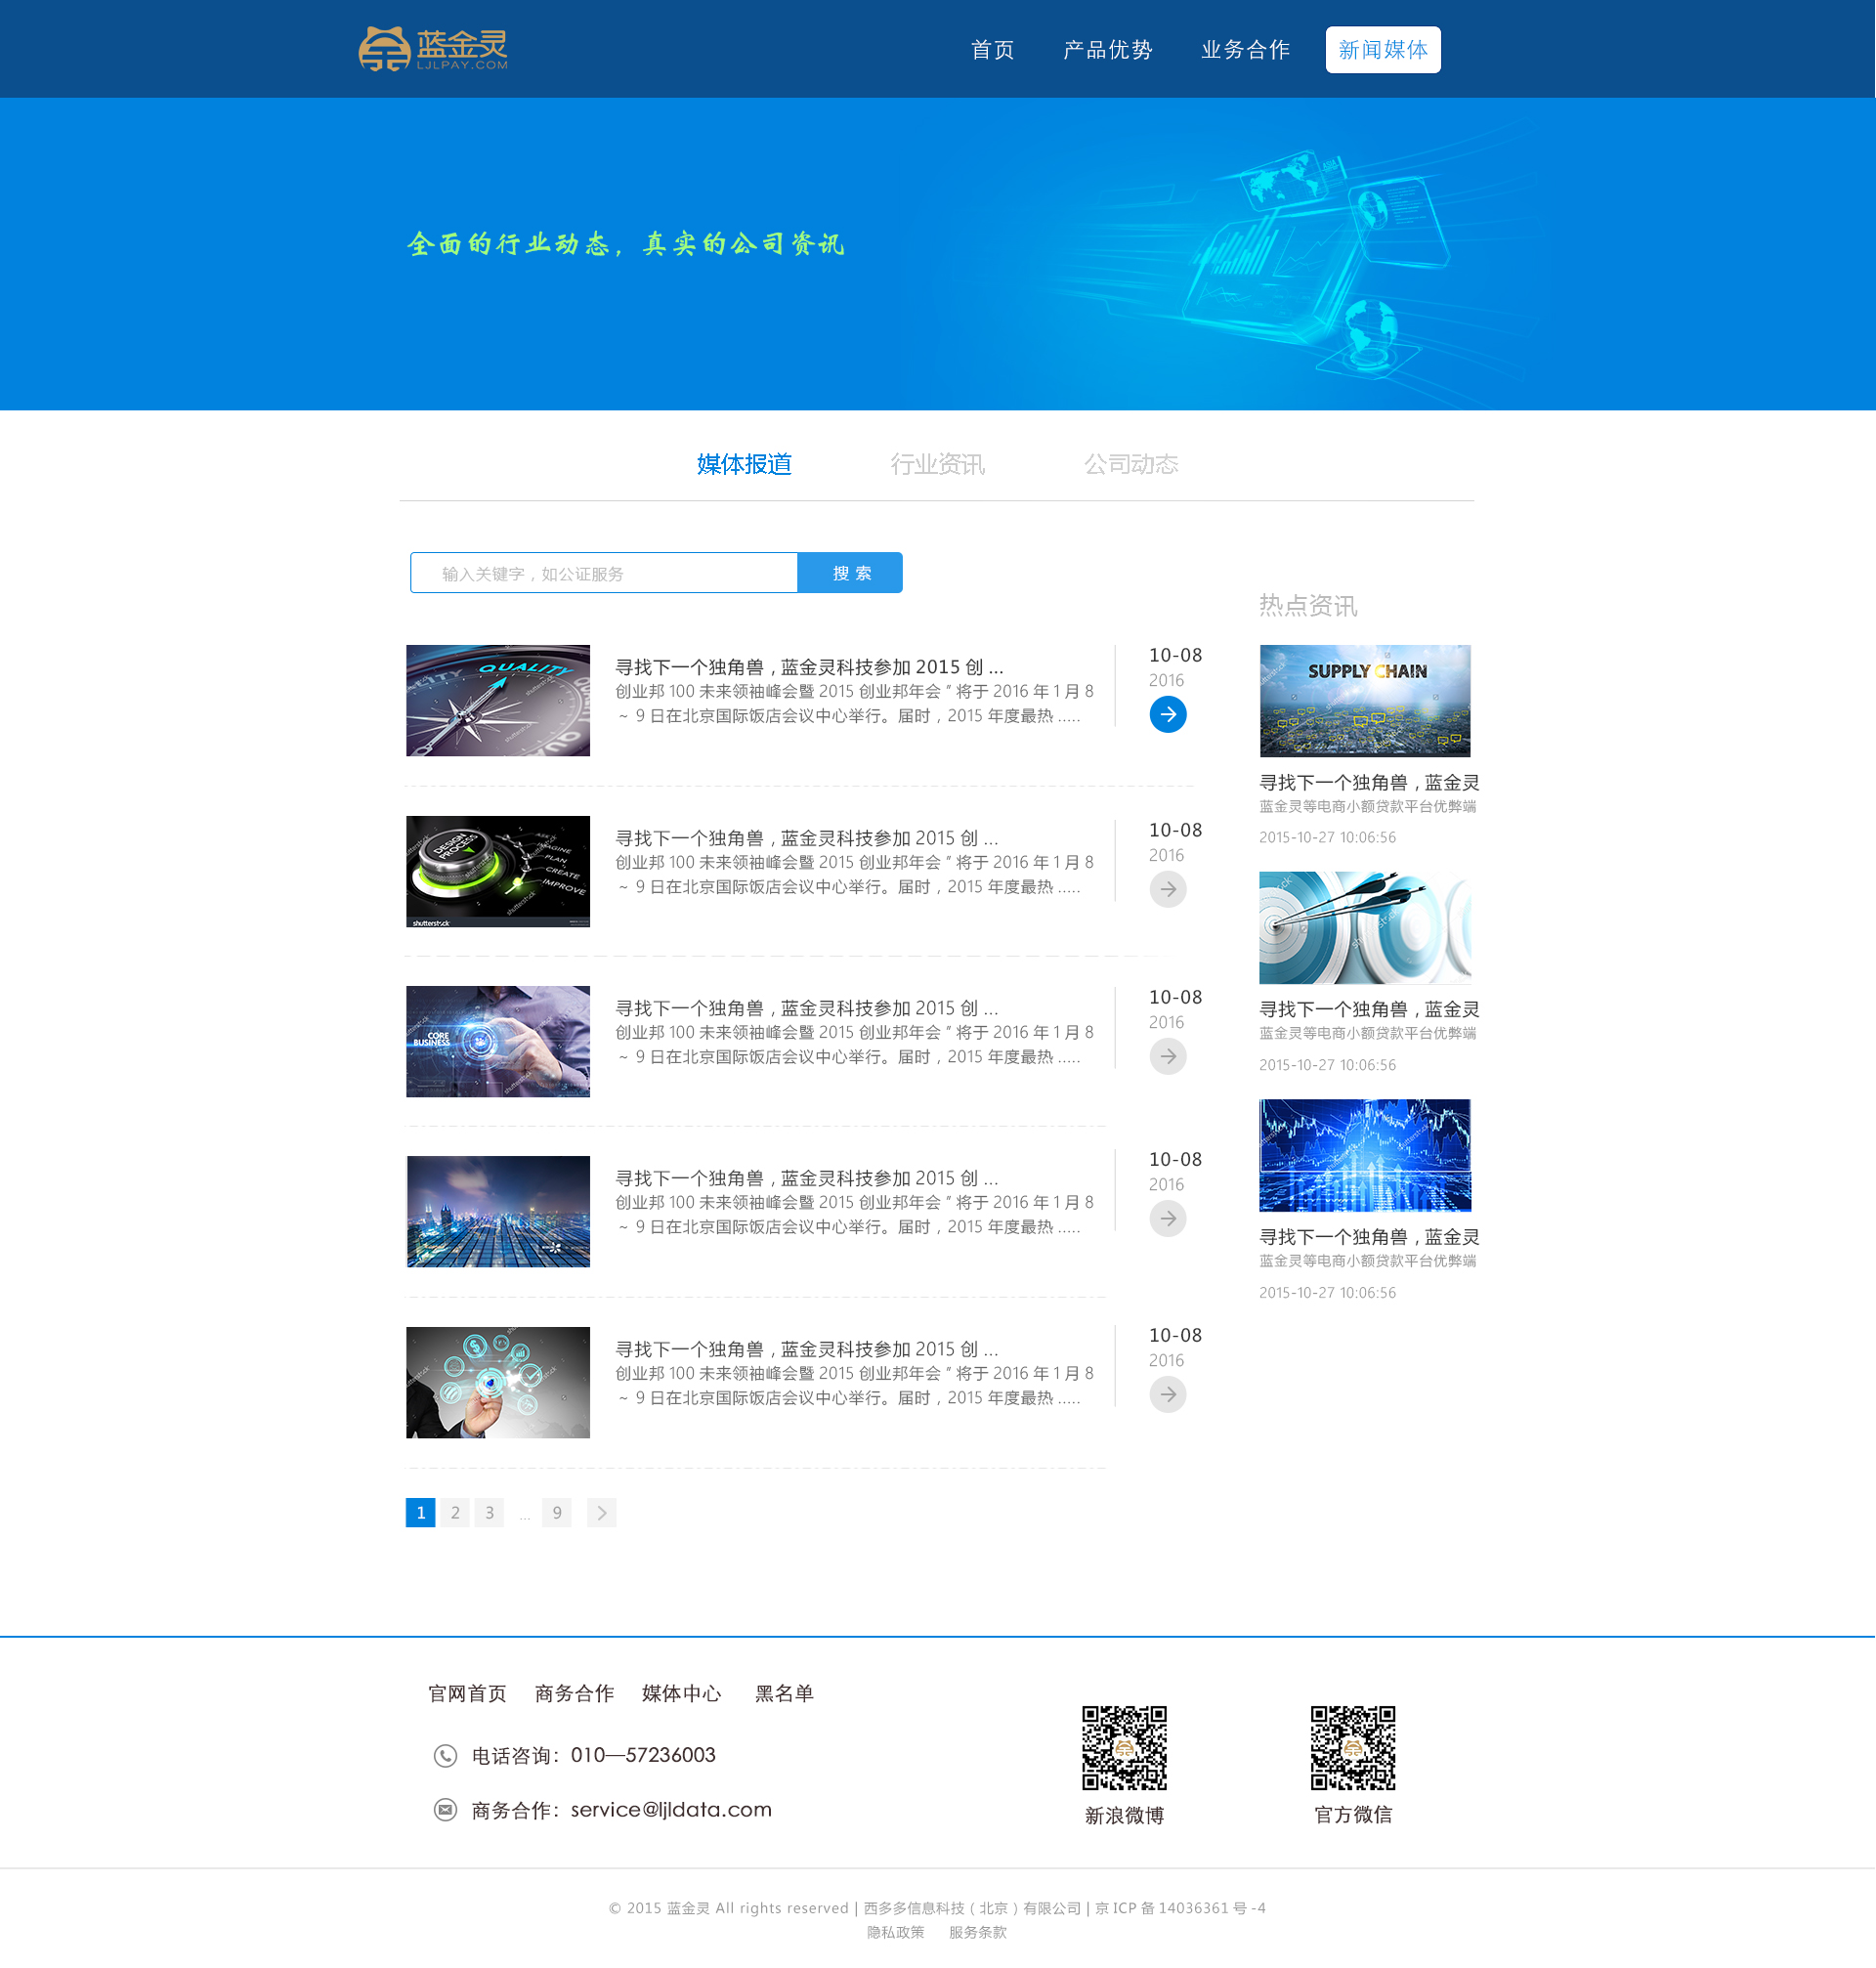 蓝金灵
LJLPAY.COM
首页 产品优势 业务合作 新闻媒体
全面的行业动态，真实的公司资讯
媒体报道 行业资讯 公司动态
输入关键字，如公证服务 搜 索
热点资讯
QUALITY
寻找下一个独角兽，蓝金灵科技参加 2015 创 ...
创业邦 100 未来领袖峰会暨 2015 创业邦年会 " 将于 2016 年 1 月 8
~ 9 日在北京国际饭店会议中心举行。届时，2015 年度最热 .....
10-08
2016
DESIGN PROCESS
PLAN
CREATE
IMPROVE
shutterstock
寻找下一个独角兽，蓝金灵科技参加 2015 创 ...
创业邦 100 未来领袖峰会暨 2015 创业邦年会 " 将于 2016 年 1 月 8
~ 9 日在北京国际饭店会议中心举行。届时，2015 年度最热 .....
10-08
2016
CORE
BUSINESS
寻找下一个独角兽，蓝金灵科技参加 2015 创 ...
创业邦 100 未来领袖峰会暨 2015 创业邦年会 " 将于 2016 年 1 月 8
~ 9 日在北京国际饭店会议中心举行。届时，2015 年度最热 .....
10-08
2016
寻找下一个独角兽，蓝金灵科技参加 2015 创 ...
创业邦 100 未来领袖峰会暨 2015 创业邦年会 " 将于 2016 年 1 月 8
~ 9 日在北京国际饭店会议中心举行。届时，2015 年度最热 .....
10-08
2016
寻找下一个独角兽，蓝金灵科技参加 2015 创 ...
创业邦 100 未来领袖峰会暨 2015 创业邦年会 " 将于 2016 年 1 月 8
~ 9 日在北京国际饭店会议中心举行。届时，2015 年度最热 .....
10-08
2016
SUPPLY CHAIN
寻找下一个独角兽，蓝金灵
蓝金灵等电商小额贷款平台优弊端
2015-10-27 10:06:56
寻找下一个独角兽，蓝金灵
蓝金灵等电商小额贷款平台优弊端
2015-10-27 10:06:56
寻找下一个独角兽，蓝金灵
蓝金灵等电商小额贷款平台优弊端
2015-10-27 10:06:56
1 2 3 ... 9 >
官网首页 商务合作 媒体中心 黑名单
电话咨询：010—57236003
商务合作：service@ljldata.com
新浪微博 官方微信
© 2015 蓝金灵 All rights reserved | 西多多信息科技（北京）有限公司 | 京 ICP 备 14036361 号 -4
隐私政策 服务条款